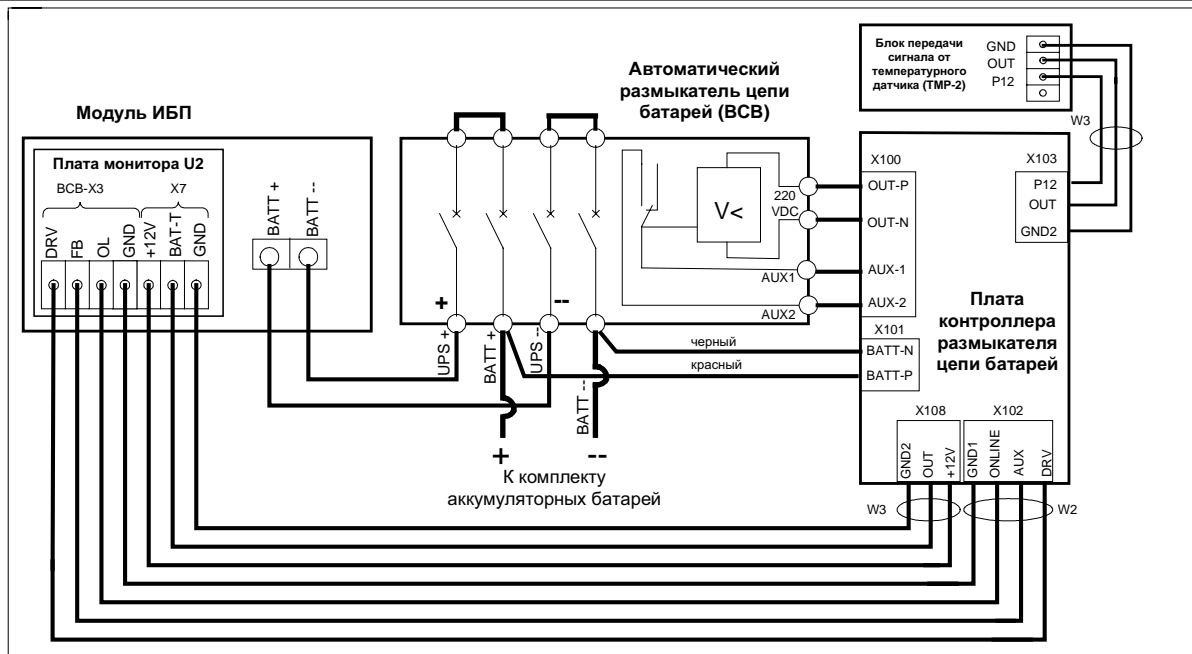 Модуль ИБП
Плата монитора U2
BCB-X3
X7
DRV
FB
OL
GND
+12V
BAT-T
GND
BATT +
BATT --
Автоматический
размыкатель цепи
батарей (BCB)
+
--
V<
220
VDC
AUX1
AUX2
UPS +
BATT +
UPS --
BATT --
+
--
К комплекту
аккумуляторных батарей
черный
красный
Блок передачи
сигнала от
температурного
датчика (TMP-2)
GND
OUT
P12
W3
X100
OUT-P
OUT-N
AUX-1
AUX-2
X103
P12
OUT
GND2
X101
BATT-N
BATT-P
Плата
контроллера
размыкателя
цепи батарей
X108
GND2
OUT
+12V
X102
GND1
ONLINE
AUX
DRV
W3
W2